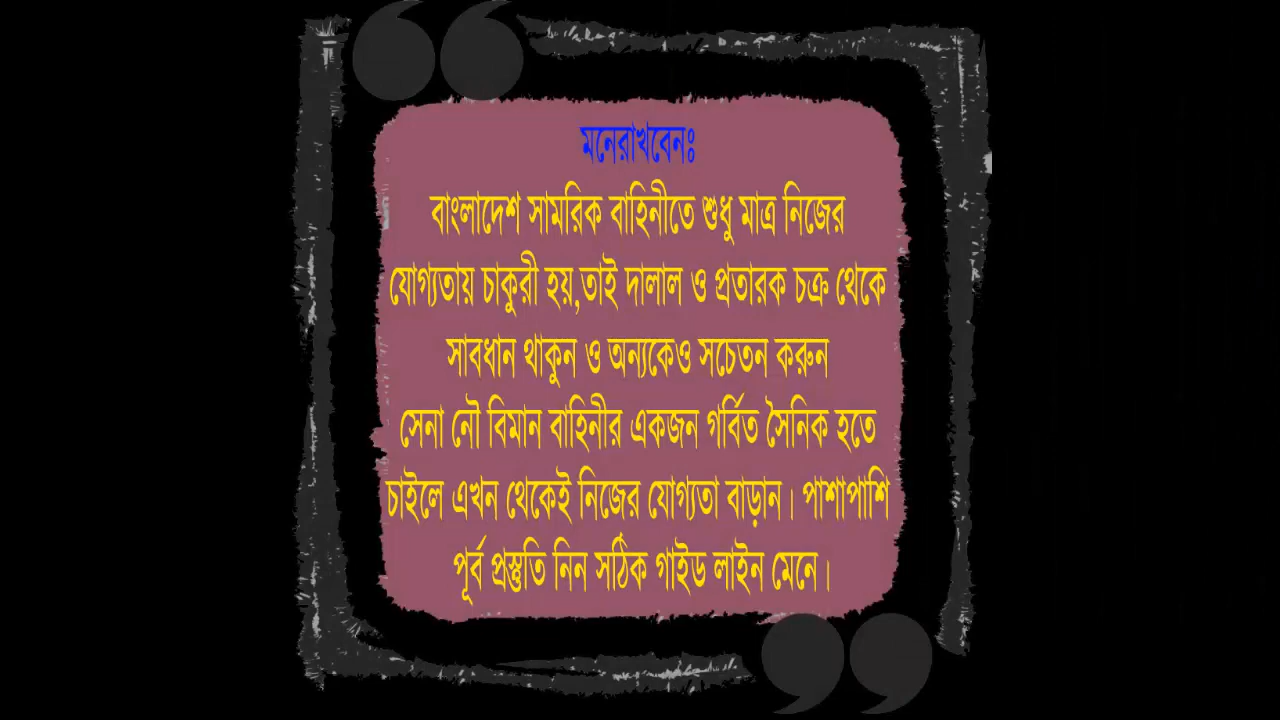 মনেরাখবেনঃ
বাংলাদেশ সামরিক বাহিনীতে শুধু মাত্র নিজের
যোগ্যতায় চাকুরী হয়,তাই দালাল ও প্রতারক চক্র থেকে
সাবধান থাকুন ও অন্যকেও সচেতন করুন
সেনা নৌ বিমান বাহিনীর একজন গর্বিত সৈনিক হতে
চাইলে এখন থেকেই নিজের যোগ্যতা বাড়ান। পাশাপাশি
পূর্ব প্রস্তুতি নিন সঠিক গাইড লাইন মেনে।